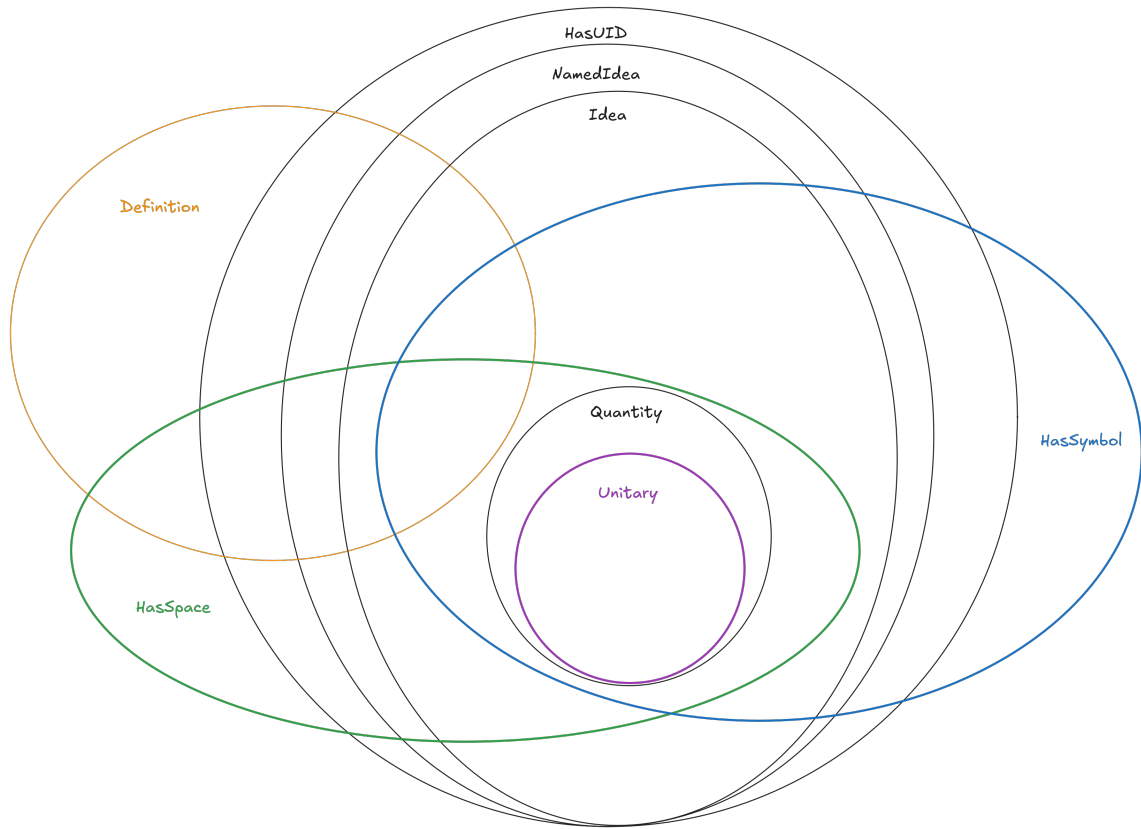 HasUID
NamedIdea
Idea
Definition
Quantity
HasSymbol
Unitary
HasSpace